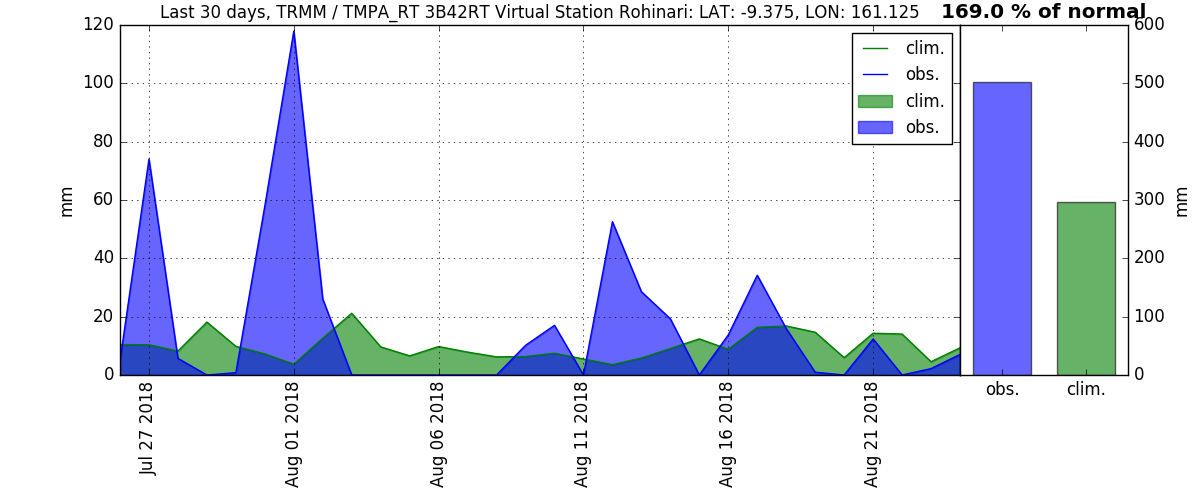 Last 30 days, TRMM / TMPA_RT 3B42RT Virtual Station Rohinari: LAT: -9.375, LON: 161.125
169.0 % of normal
120
100
80
60
40
20
0
mm
clim.
obs.
clim.
obs.
Jul 27 2018
Aug 01 2018
Aug 06 2018
Aug 11 2018
Aug 16 2018
Aug 21 2018
600
500
400
300
200
100
0
mm
obs.
clim.